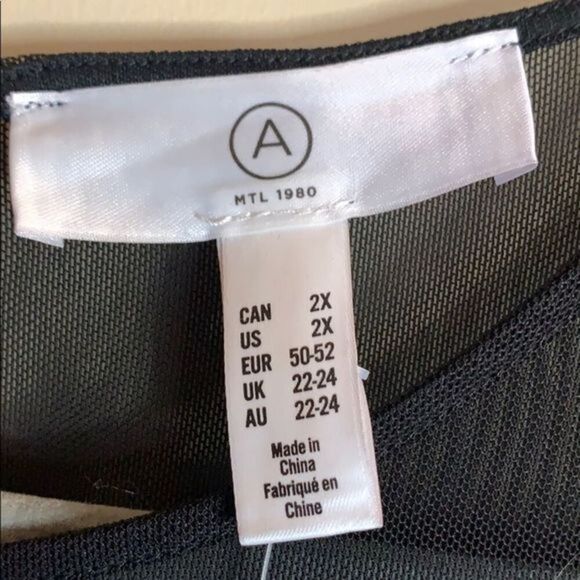 A
MTL 1980
CAN 2X
US 2X
EUR 50-52
UK 22-24
AU 22-24
Made in
China
Fabriqué en
Chine